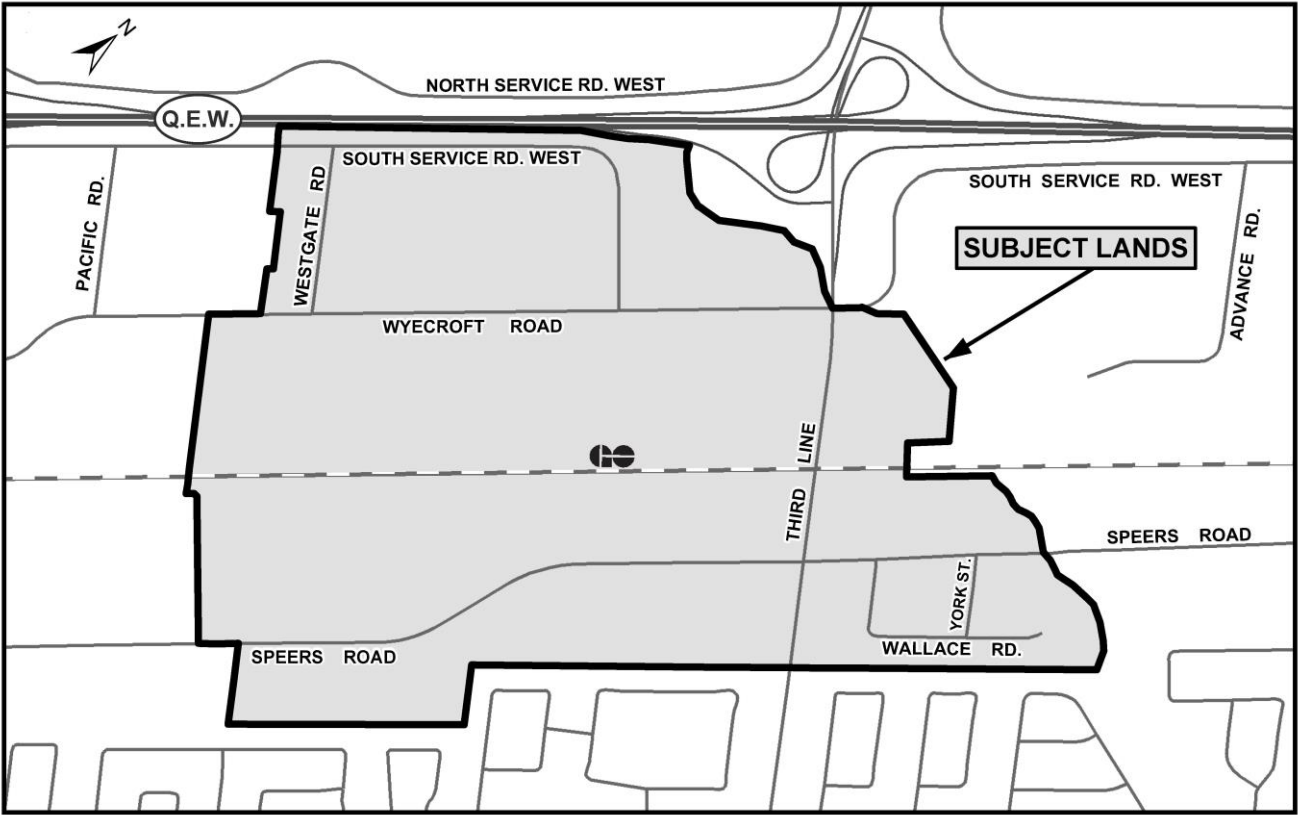 N
NORTH SERVICE RD. WEST
Q.E.W.
SOUTH SERVICE RD. WEST
SOUTH SERVICE RD. WEST
PACIFIC RD.
WESTGATE RD
ADVANCE RD.
SUBJECT LANDS
WYECROFT ROAD
GO
THIRD LINE
SPEERS ROAD
YORK ST.
WALLACE RD.
SPEERS ROAD